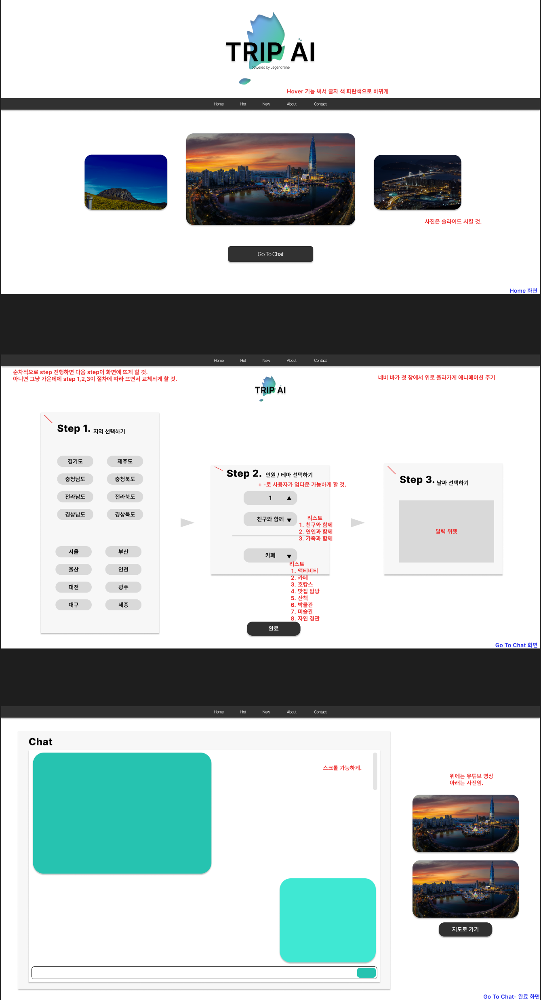 TRIP AI
powered by LegendNine
Hover 기능 써서 글자 색 파란색으로 바뀌게
Home Hot New About Contact
사진은 슬라이드 시킬 것.
Go To Chat
Home 화면
Home Hot New About Contact
순차적으로 step 진행하면 다음 step이 화면에 뜨게 할 것.
아니면 그냥 가운데에 step 1,2,3이 절차에 따라 뜨면서 교체되게 할 것.
네비 바가 첫 창에서 위로 올라가게 애니메이션 주기
TRIP AI
Step 1. 지역 선택하기
경기도 제주도
충청남도 충청북도
전라남도 전라북도
경상남도 경상북도
서울 부산
울산 인천
대전 광주
대구 세종
Step 2. 인원 / 테마 선택하기
+ -로 사용자가 업다운 가능하게 할 것.
1 ▲
친구와 함께 ▼
리스트
1. 친구와 함께
2. 연인과 함께
3. 가족과 함께
카페 ▼
리스트
1. 액티비티
2. 카페
3. 호캉스
4. 맛집 탐방
5. 산책
6. 박물관
7. 미술관
8. 자연 경관
Step 3. 날짜 선택하기
달력 위젯
완료
Go To Chat 화면
Home Hot New About Contact
Chat
스크롤 가능하게.
위에는 유튜브 영상
아래는 사진임.
지도로 가기
Go To Chat- 완료 화면